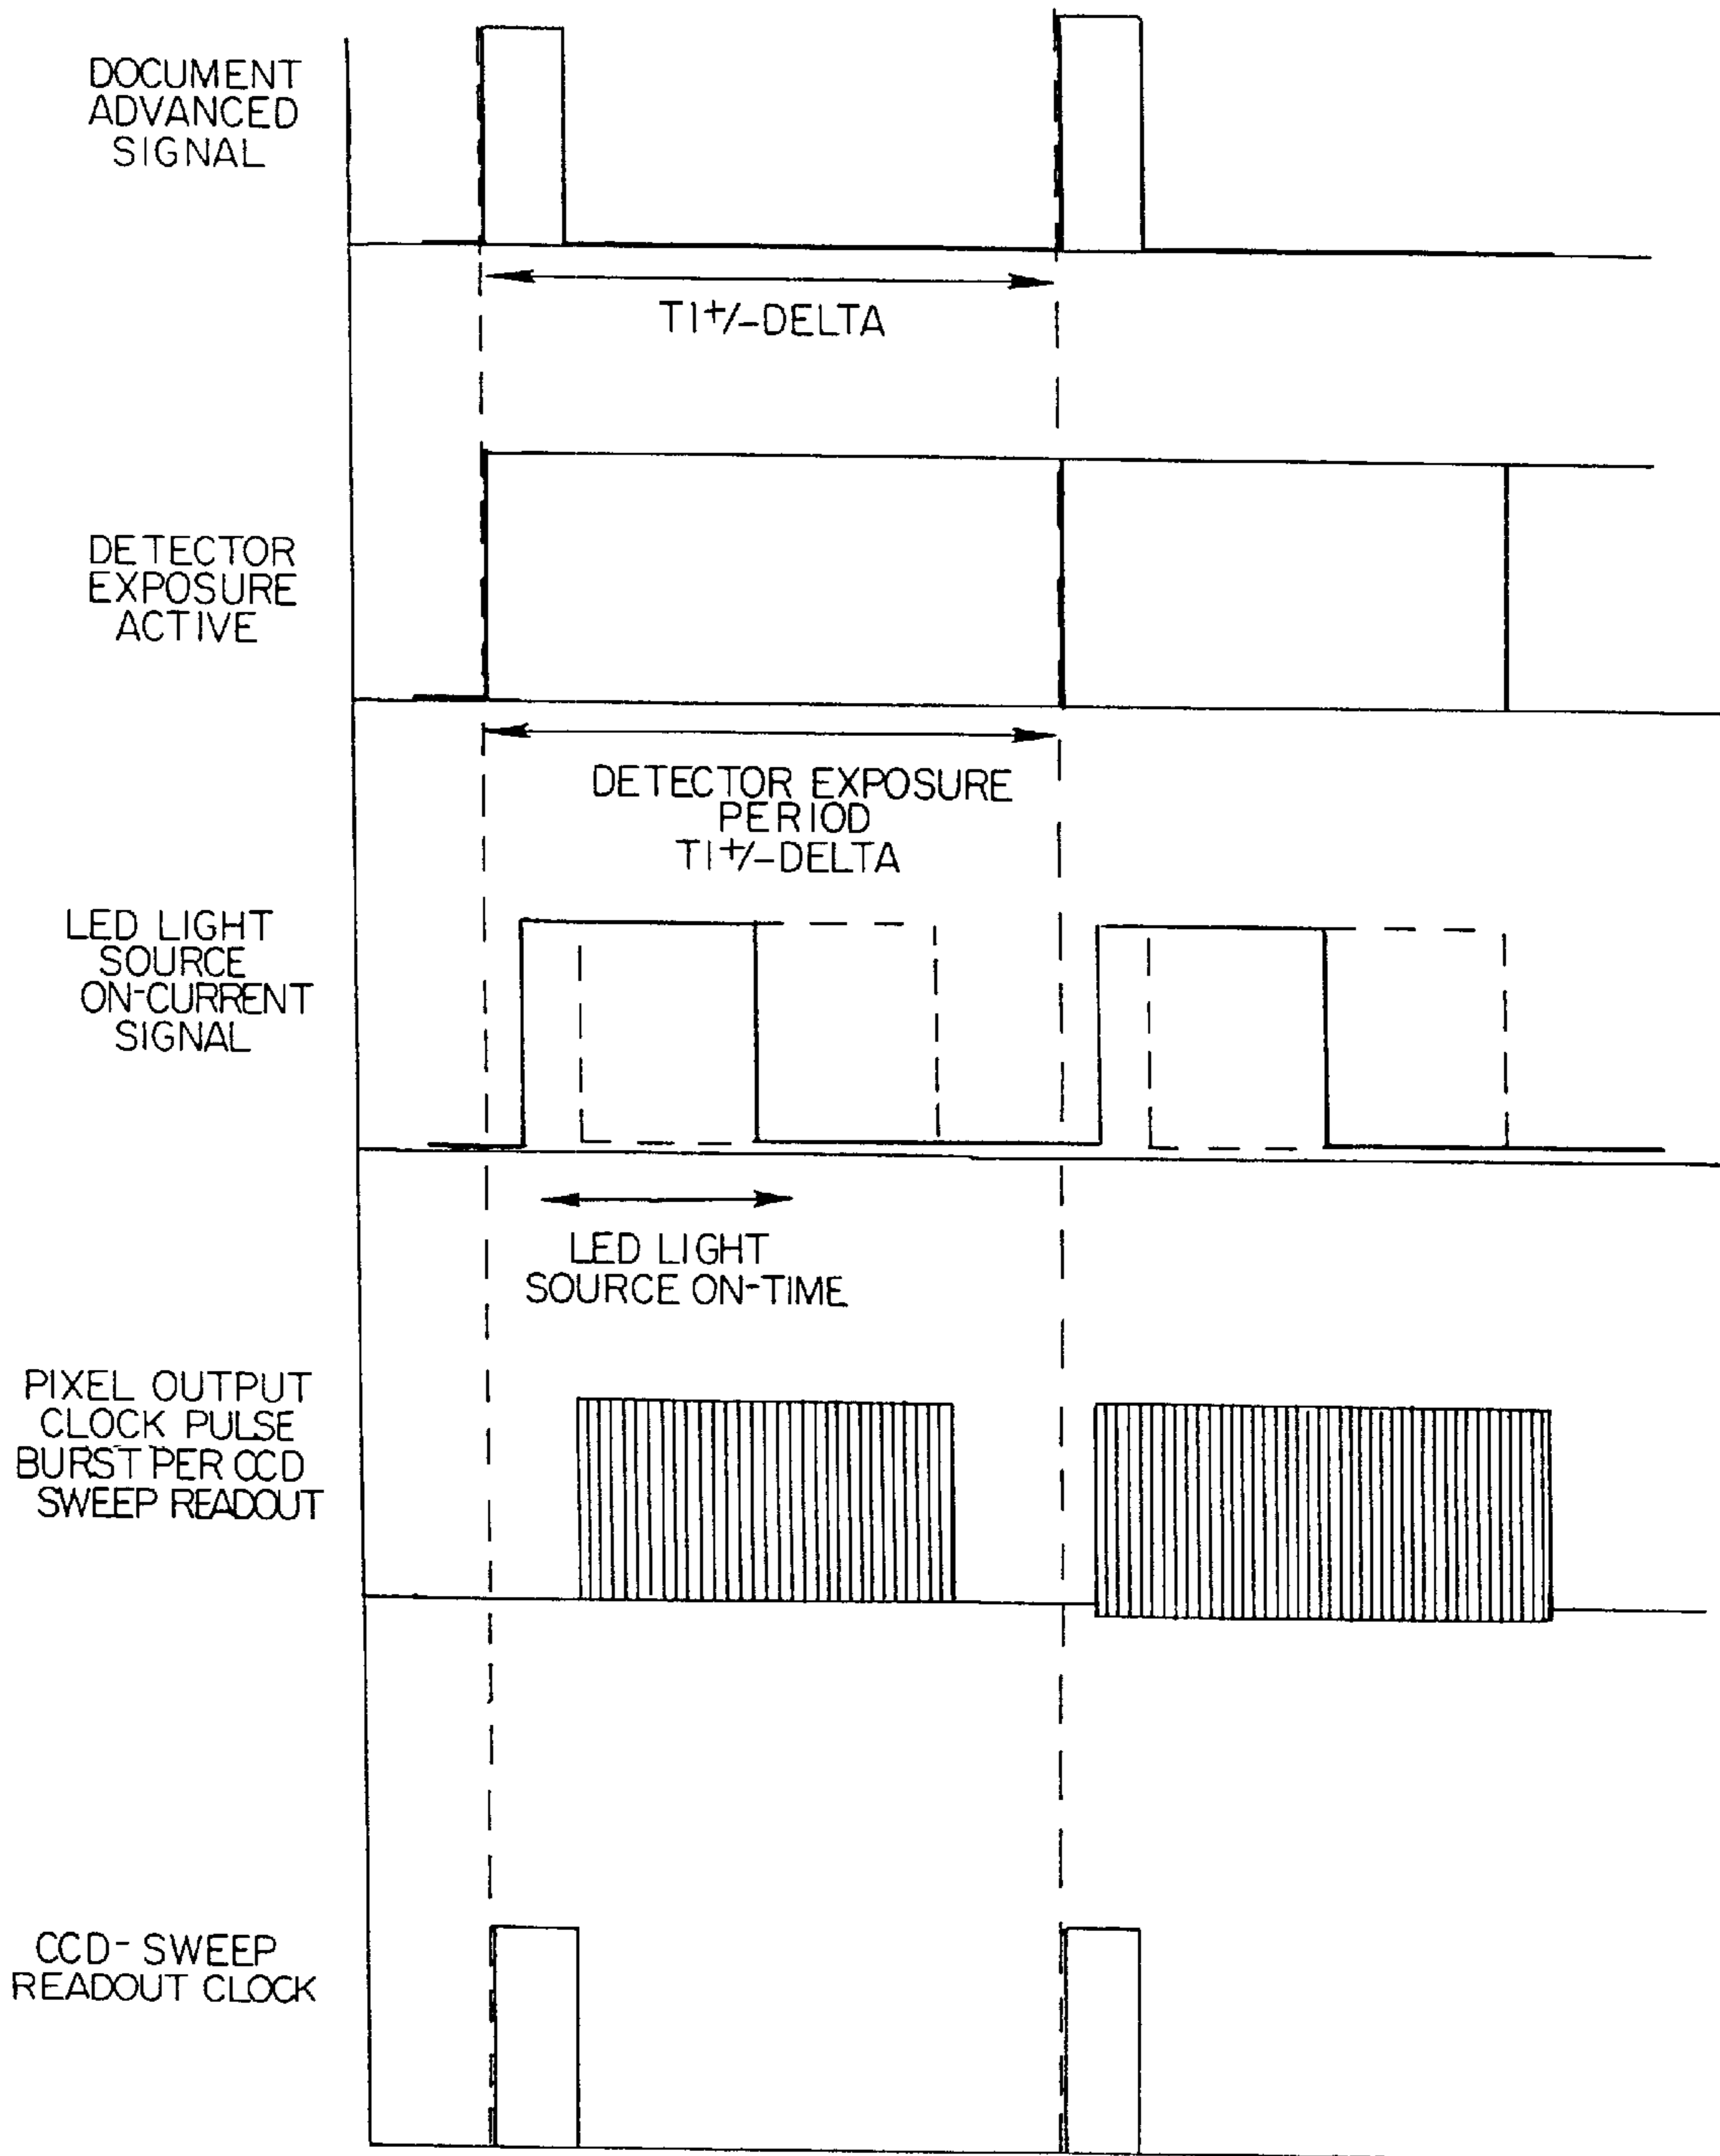 DOCUMENT
ADVANCED
SIGNAL
T1+/-DELTA
DETECTOR
EXPOSURE
ACTIVE
DETECTOR EXPOSURE
PERIOD
T1+/-DELTA
LED LIGHT
SOURCE
ON-CURRENT
SIGNAL
LED LIGHT
SOURCE ON-TIME
PIXEL OUTPUT
CLOCK PULSE
BURST PER CCD
SWEEP READOUT
CCD-SWEEP
READOUT CLOCK